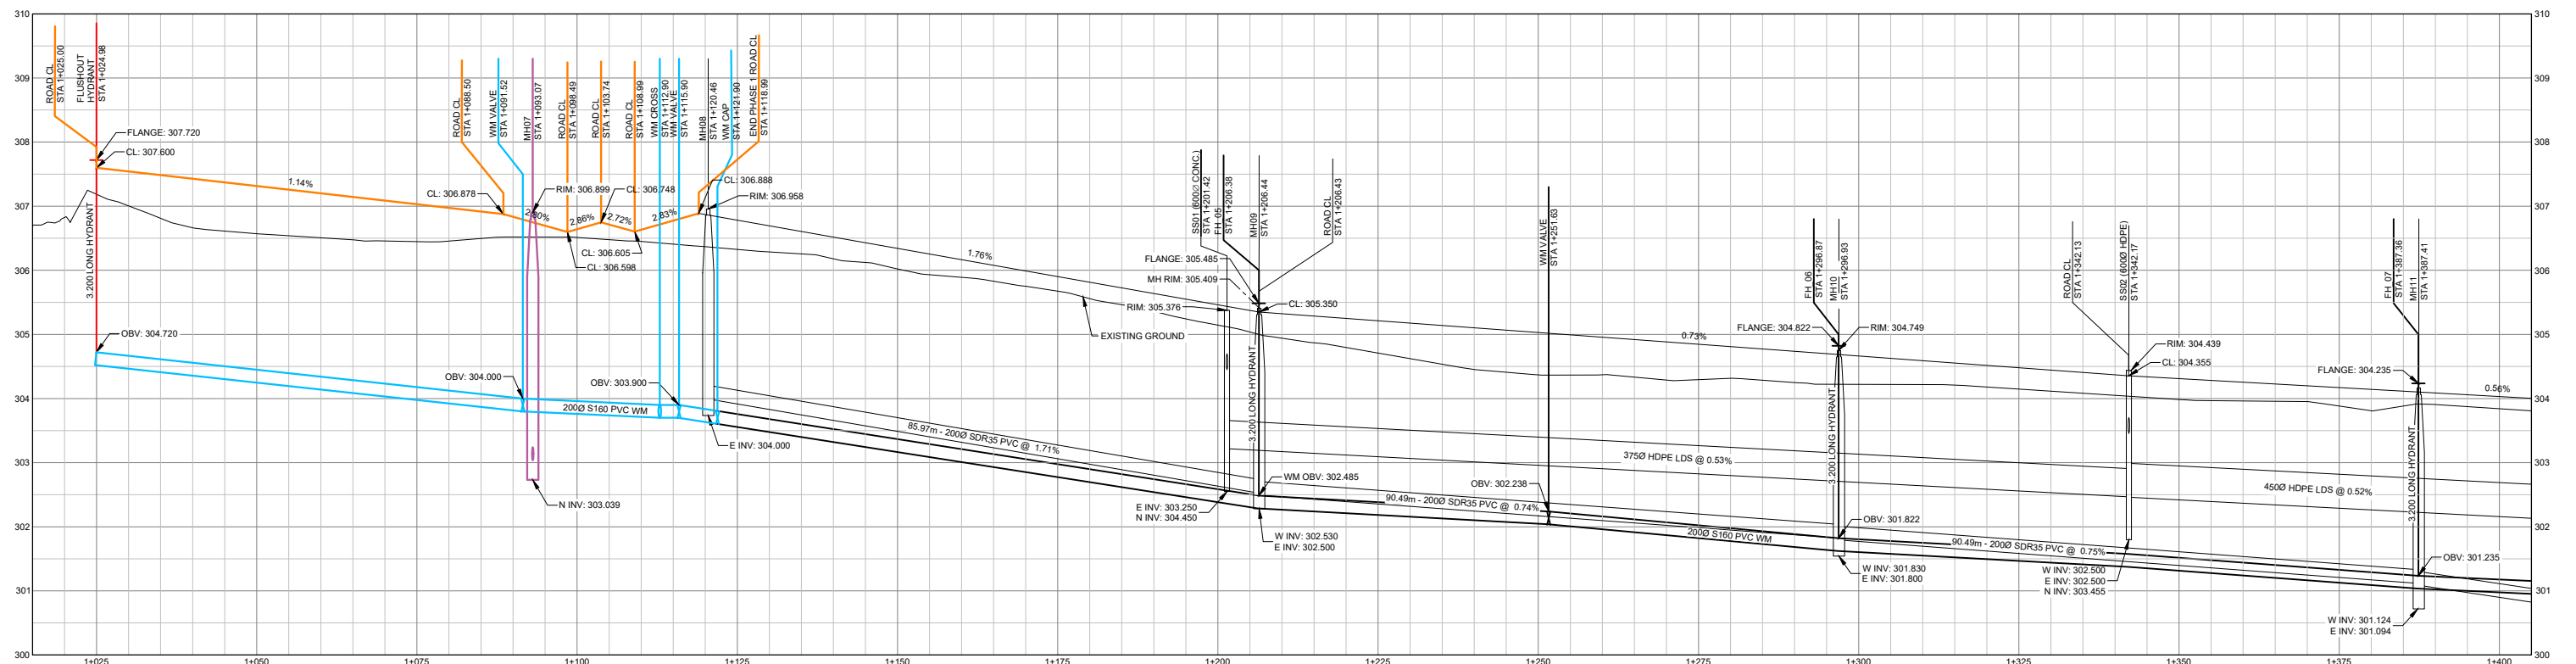 310
309
308
307
306
305
304
303
302
301
300
310
309
308
307
306
305
304
303
302
301
300
1+025
1+050
1+075
1+100
1+125
1+150
1+175
1+200
1+225
1+250
1+275
1+300
1+325
1+350
1+375
1+400
ROAD CL
STA 1+025.00
FLUSHOUT
HYDRANT
STA 1+024.98
FLANGE: 307.720
CL: 307.600
1.14%
3.200 LONG HYDRANT
OBV: 304.720
ROAD CL
STA 1+088.50
WM VALVE
STA 1+091.52
MH07
STA 1+093.07
ROAD CL
STA 1+098.49
ROAD CL
STA 1+103.74
ROAD CL
STA 1+108.99
WM CROSS
STA 1+112.90
WM VALVE
STA 1+115.90
MH08
STA 1+120.46
WM CAP
STA 1+121.90
END PHASE 1 ROAD CL
STA 1+118.99
CL: 306.878
RIM: 306.899
CL: 306.748
CL: 306.888
RIM: 306.958
2.80%
2.86%
2.72%
2.83%
CL: 306.605
CL: 306.598
OBV: 304.000
OBV: 303.900
200Ø S160 PVC WM
N INV: 303.039
E INV: 304.000
1.76%
EXISTING GROUND
85.97m - 200Ø SDR35 PVC @ 1.71%
SS01 (600∅ CONC.)
STA 1+201.42
FH 05
STA 1+206.38
MH09
STA 1+206.44
ROAD CL
STA 1+206.43
FLANGE: 305.485
MH RIM: 305.409
RIM: 305.376
CL: 305.350
3.200 LONG HYDRANT
WM OBV: 302.485
E INV: 303.250
N INV: 304.450
W INV: 302.530
E INV: 302.500
WM VALVE
STA 1+251.63
OBV: 302.238
375Ø HDPE LDS @ 0.53%
90.49m - 200Ø SDR35 PVC @ 0.74%
200Ø S160 PVC WM
0.73%
FH 06
STA 1+296.87
MH10
STA 1+296.93
FLANGE: 304.822
RIM: 304.749
3.200 LONG HYDRANT
OBV: 301.822
W INV: 301.830
E INV: 301.800
90.49m - 200Ø SDR35 PVC @ 0.75%
ROAD CL
STA 1+342.13
SS02 (600Ø HDPE)
STA 1+342.17
RIM: 304.439
CL: 304.355
W INV: 302.500
E INV: 302.500
N INV: 303.455
450Ø HDPE LDS @ 0.52%
FH 07
STA 1+387.36
MH11
STA 1+387.41
FLANGE: 304.235
0.56%
3.200 LONG HYDRANT
OBV: 301.235
W INV: 301.124
E INV: 301.094